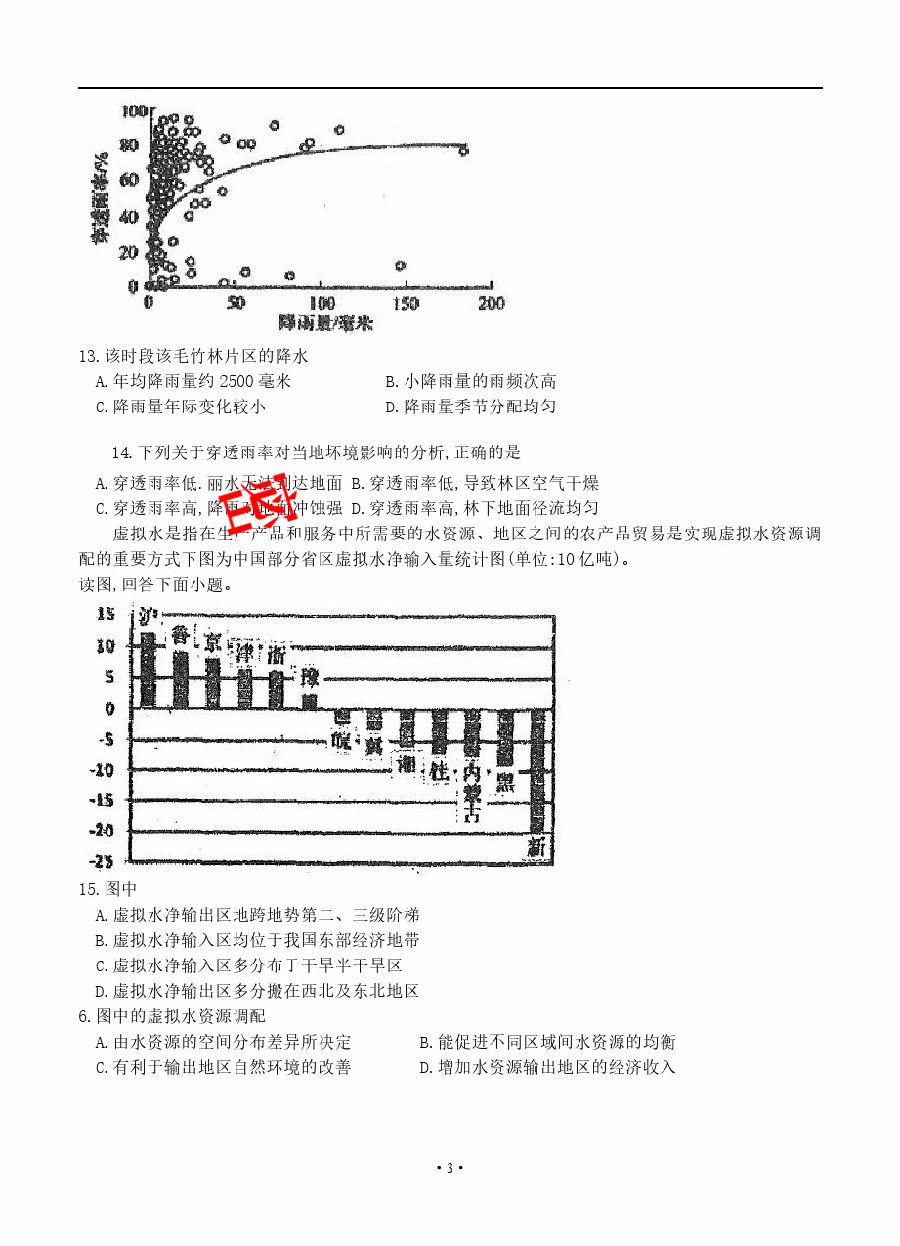 100
80
60
40
20
0
穿透雨率/%
0 50 100 150 200
降雨量/毫米
13.该时段该毛竹林片区的降水
A.年均降雨量约 2500 毫米 B.小降雨量的雨频次高
C.降雨量年际变化较小 D.降雨量季节分配均匀
14.下列关于穿透雨率对当地坏境影响的分析,正确的是
A.穿透雨率低.丽水无法到达地面 B.穿透雨率低,导致林区空气干燥
C.穿透雨率高,降雨对地面冲蚀强 D.穿透雨率高,林下地面径流均匀
虚拟水是指在生产产品和服务中所需要的水资源、地区之间的农产品贸易是实现虚拟水资源调
配的重要方式下图为中国部分省区虚拟水净输入量统计图(单位:10亿吨)。
读图,回答下面小题。
15
10
5
0
-5
-10
-15
-20
-25
沪 鲁 京 津 浙 豫
皖 冀 湘 桂 内蒙古 黑 新
15.图中
A.虚拟水净输出区地跨地势第二、三级阶梯
B.虚拟水净输入区均位于我国东部经济地带
C.虚拟水净输入区多分布丁干旱半干旱区
D.虚拟水净输出区多分搬在西北及东北地区
6.图中的虚拟水资源调配
A.由水资源的空间分布差异所决定 B.能促进不同区域间水资源的均衡
C.有利于输出地区自然环境的改善 D.增加水资源输出地区的经济收入
·3·